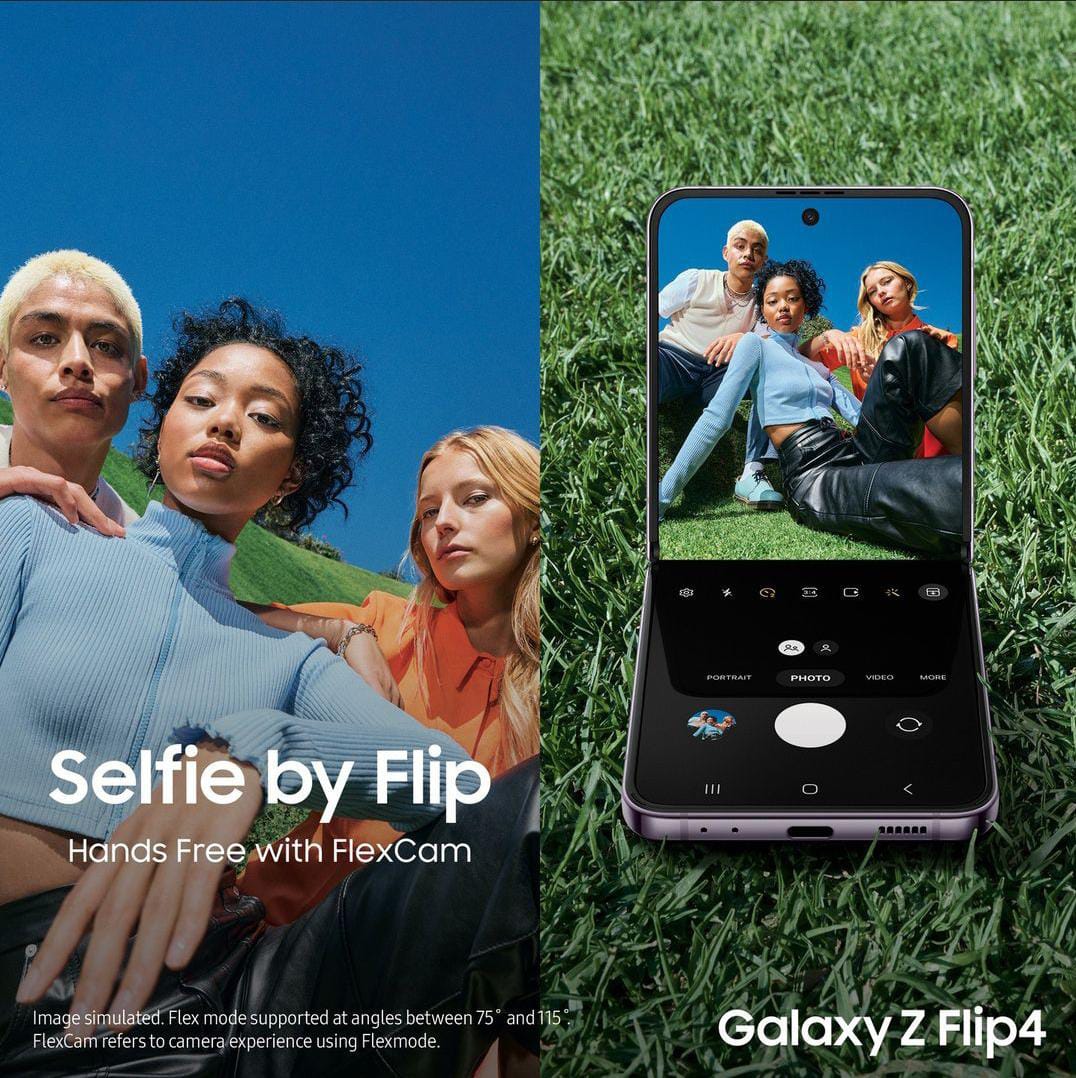 Selfie by Flip
Hands Free with FlexCam
Image simulated. Flex mode supported at angles between 75° and 115°.
FlexCam refers to camera experience using Flexmode.
3:4
PORTRAIT PHOTO VIDEO MORE
Galaxy Z Flip4